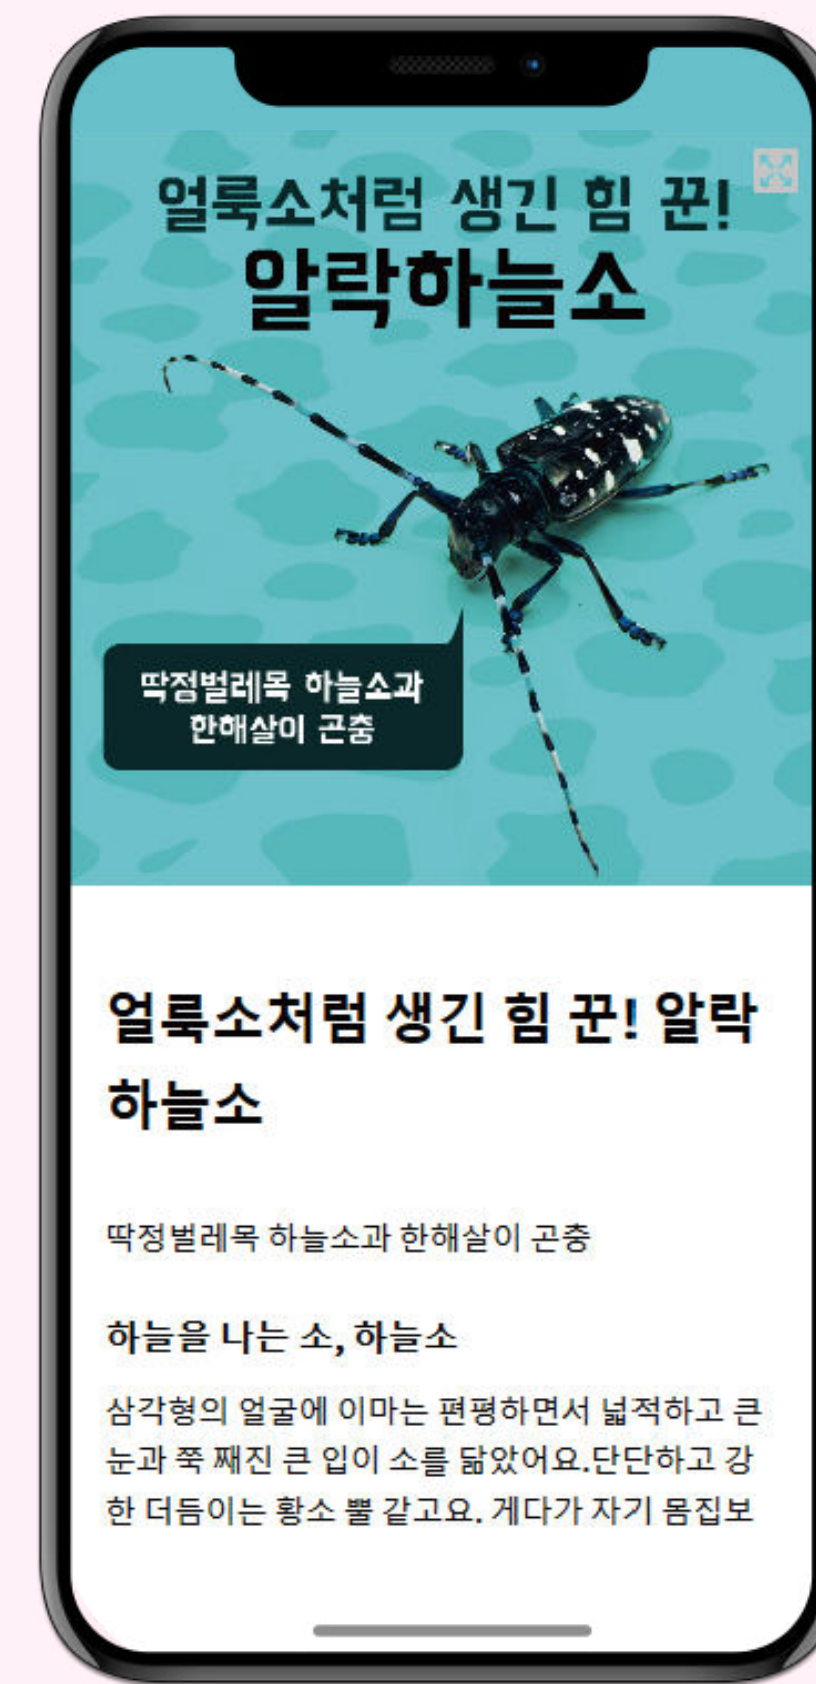 얼룩소처럼 생긴 힘 꾼!
알락하늘소
딱정벌레목 하늘소과
한해살이 곤충
얼룩소처럼 생긴 힘 꾼! 알락
하늘소
딱정벌레목 하늘소과 한해살이 곤충
하늘을 나는 소, 하늘소
삼각형의 얼굴에 이마는 편평하면서 넓적하고 큰
눈과 쭉 째진 큰 입이 소를 닮았어요.단단하고 강
한 더듬이는 황소 뿔 같고요. 게다가 자기 몸집보